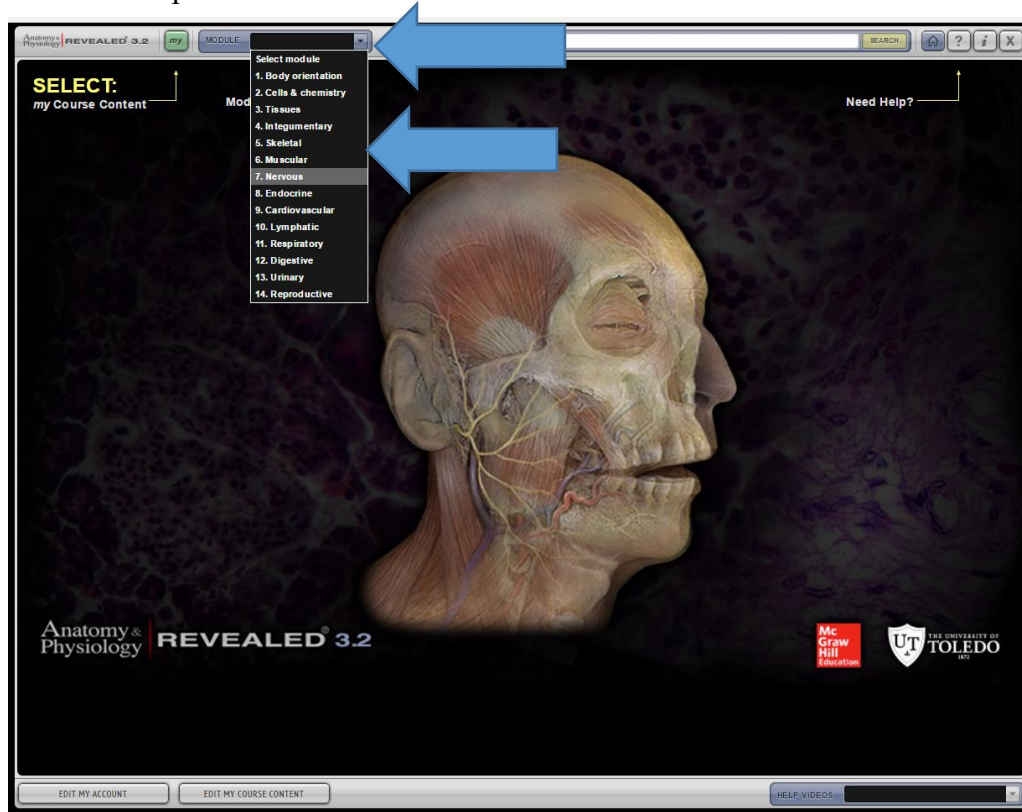 Anatomy & Physiology REVEALED® 3.2
my
MODULE
SEARCH
?
i
X
SELECT:
my Course Content
Mod
Need Help?
Select module
1. Body orientation
2. Cells & chemistry
3. Tissues
4. Integumentary
5. Skeletal
6. Muscular
7. Nervous
8. Endocrine
9. Cardiovascular
10. Lymphatic
11. Respiratory
12. Digestive
13. Urinary
14. Reproductive
Anatomy & Physiology REVEALED® 3.2
Mc
Graw
Hill
Education
UT
THE UNIVERSITY OF
TOLEDO
1872
EDIT MY ACCOUNT
EDIT MY COURSE CONTENT
HELP VIDEOS